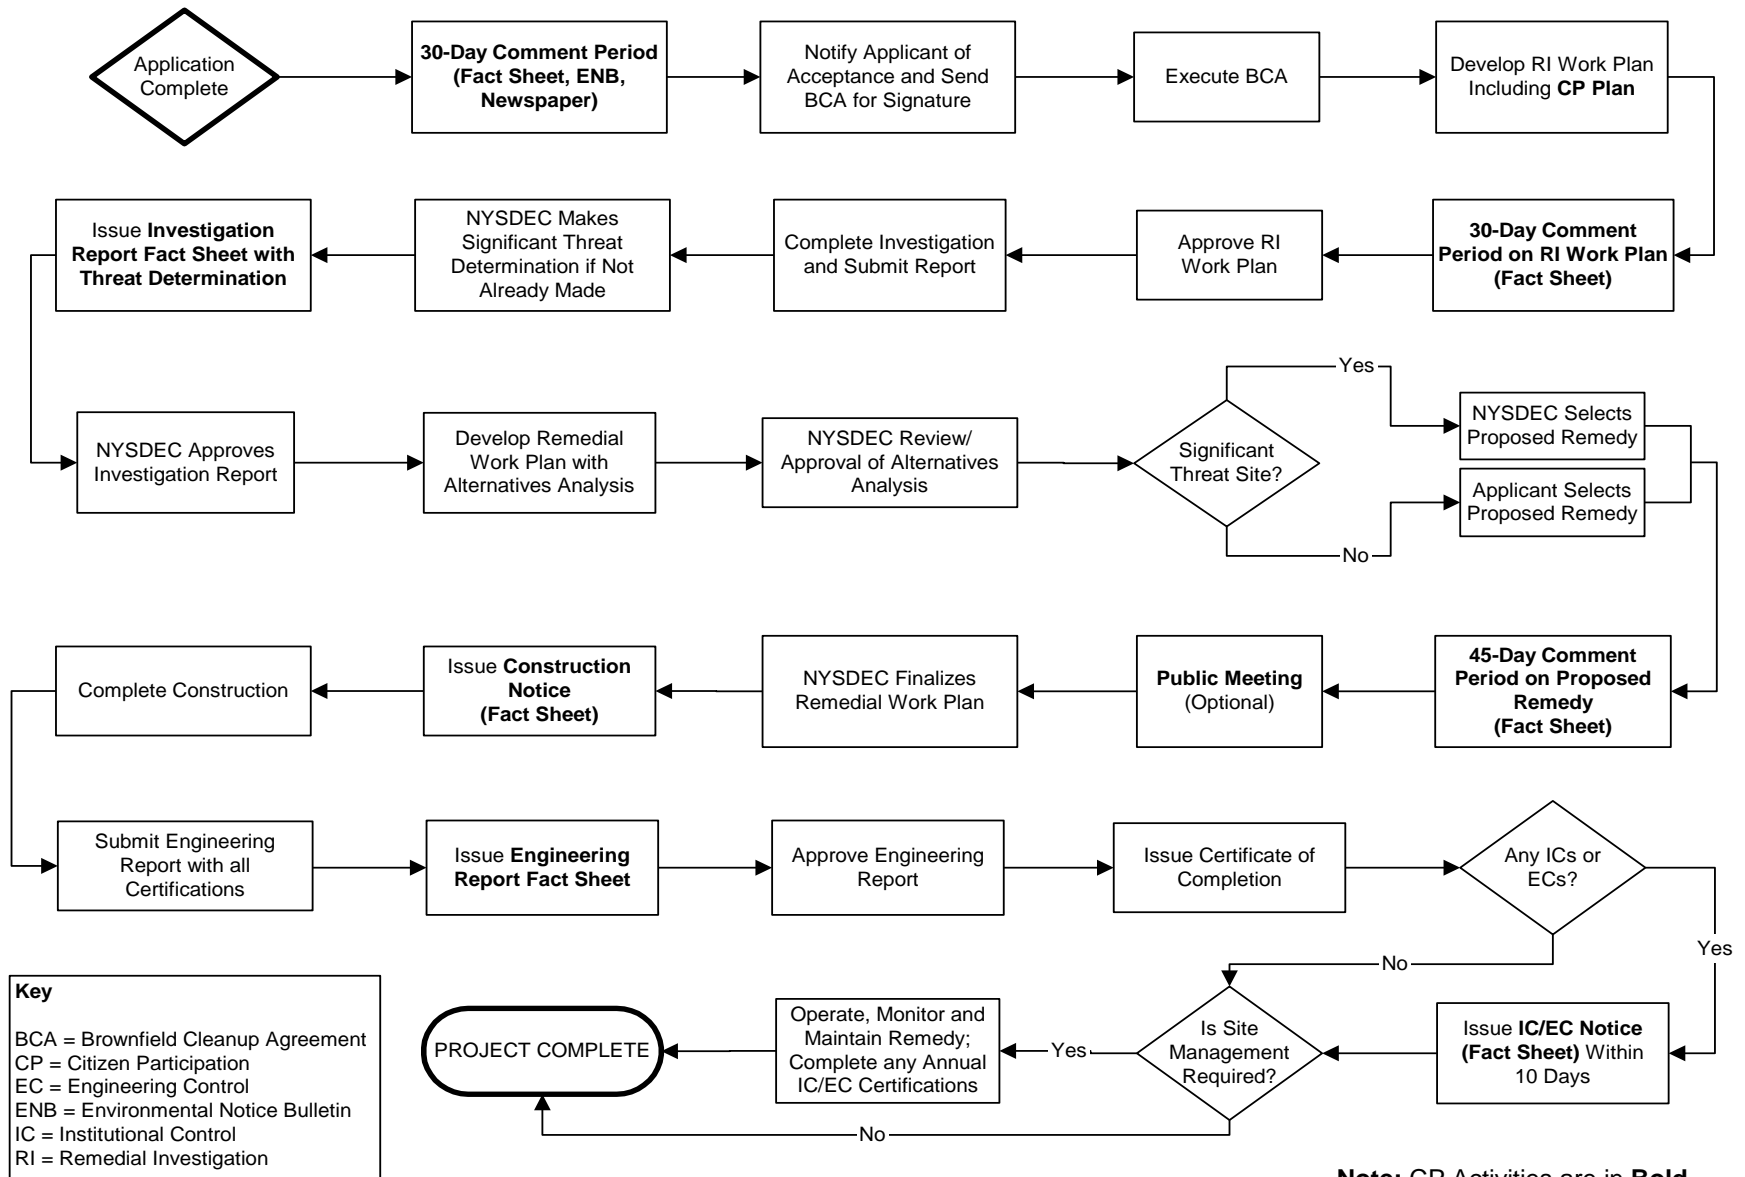 Application
Complete
30-Day Comment Period
(Fact Sheet, ENB,
Newspaper)
Notify Applicant of
Acceptance and Send
BCA for Signature
Execute BCA
Develop RI Work Plan
Including CP Plan
Issue Investigation
Report Fact Sheet with
Threat Determination
NYSDEC Makes
Significant Threat
Determination if Not
Already Made
Complete Investigation
and Submit Report
Approve RI
Work Plan
30-Day Comment
Period on RI Work Plan
(Fact Sheet)
NYSDEC Approves
Investigation Report
Develop Remedial
Work Plan with
Alternatives Analysis
NYSDEC Review/
Approval of Alternatives
Analysis
Significant
Threat Site?
Yes
No
NYSDEC Selects
Proposed Remedy
Applicant Selects
Proposed Remedy
Complete Construction
Issue Construction
Notice
(Fact Sheet)
NYSDEC Finalizes
Remedial Work Plan
Public Meeting
(Optional)
45-Day Comment
Period on Proposed
Remedy
(Fact Sheet)
Submit Engineering
Report with all
Certifications
Issue Engineering
Report Fact Sheet
Approve Engineering
Report
Issue Certificate of
Completion
Any ICs or
ECs?
Yes
No
Key
BCA = Brownfield Cleanup Agreement
CP = Citizen Participation
EC = Engineering Control
ENB = Environmental Notice Bulletin
IC = Institutional Control
RI = Remedial Investigation
PROJECT COMPLETE
Operate, Monitor and
Maintain Remedy;
Complete any Annual
IC/EC Certifications
Yes
Is Site
Management
Required?
Issue IC/EC Notice
(Fact Sheet) Within
10 Days
No
Note: CP Activities are in Bold